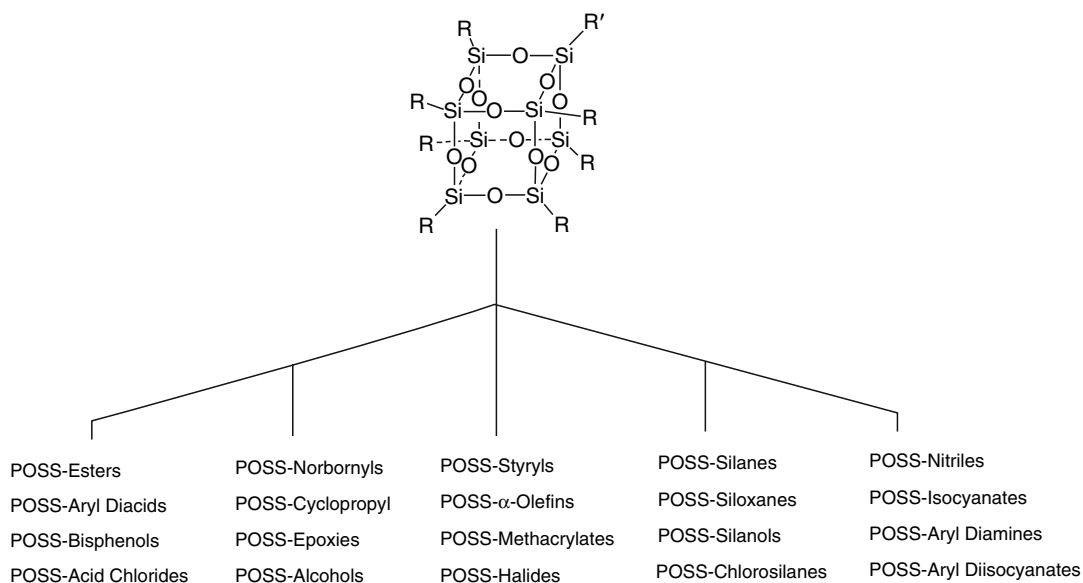 R R′
Si O Si
O O
O O
R Si O Si R
R Si O Si R
O O O O
Si O Si
R R
POSS-Esters POSS-Norbornyls POSS-Styryls POSS-Silanes POSS-Nitriles
POSS-Aryl Diacids POSS-Cyclopropyl POSS-α-Olefins POSS-Siloxanes POSS-Isocyanates
POSS-Bisphenols POSS-Epoxies POSS-Methacrylates POSS-Silanols POSS-Aryl Diamines
POSS-Acid Chlorides POSS-Alcohols POSS-Halides POSS-Chlorosilanes POSS-Aryl Diisocyanates